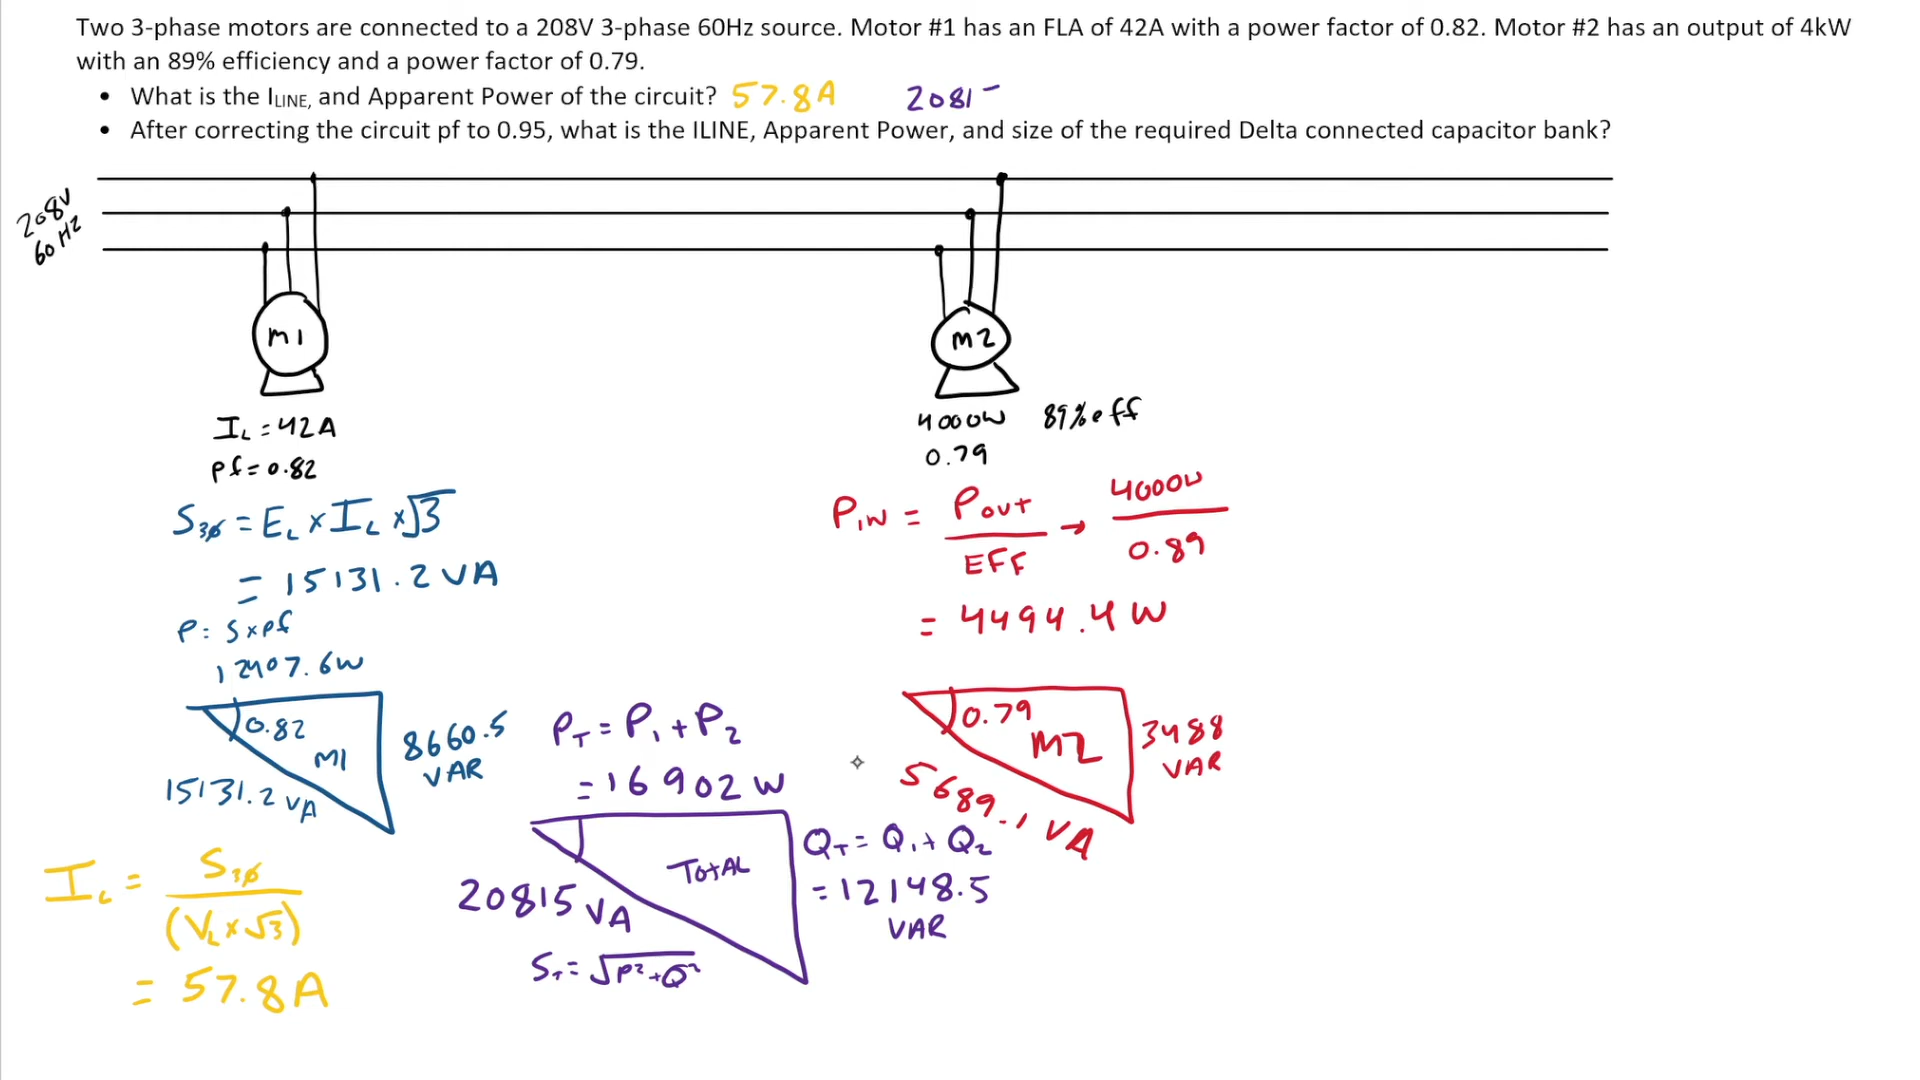 Two 3-phase motors are connected to a 208V 3-phase 60Hz source. Motor #1 has an FLA of 42A with a power factor of 0.82. Motor #2 has an output of 4kW
with an 89% efficiency and a power factor of 0.79.
• What is the ILINE, and Apparent Power of the circuit? 57.8A 2081-
• After correcting the circuit pf to 0.95, what is the ILINE, Apparent Power, and size of the required Delta connected capacitor bank?
208V
60Hz
M1
M2
IL = 42A
pf = 0.82
4000W 89% eff
0.79
S3ø = EL x IL x √3
= 15131.2 VA
P = S x pf
12407.6W
0.82
M1
8660.5
VAR
15131.2 VA
PIN = POUT / EFF → 4000W / 0.89
= 4494.4 W
0.79
M2
3488
VAR
5689.1 VA
PT = P1 + P2
= 16902 W
TOTAL
QT = Q1 + Q2
= 12148.5
VAR
20815 VA
ST = √P²+Q²
IL = S3ø / (VL x √3)
= 57.8A